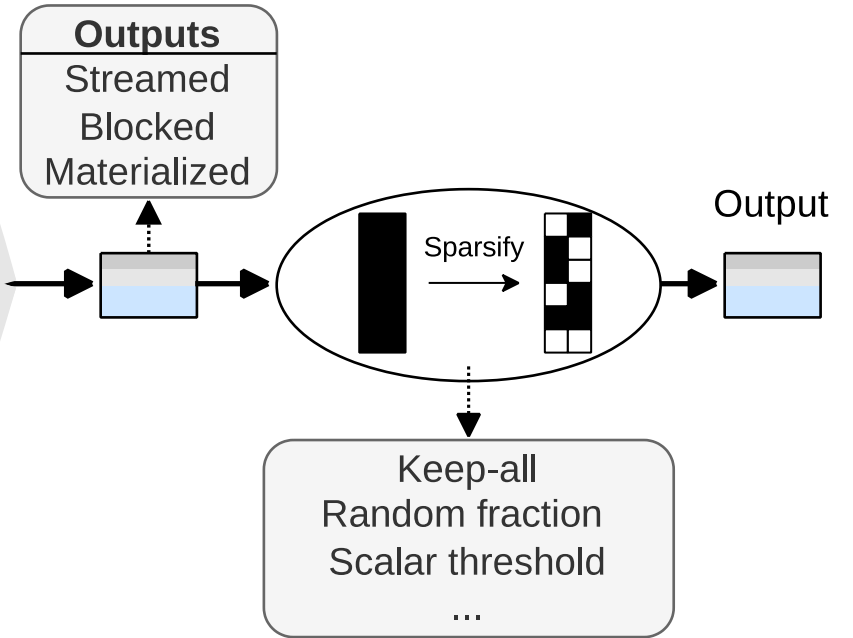 Outputs
Streamed
Blocked
Materialized
Sparsify
Output
Keep-all
Random fraction
Scalar threshold
...